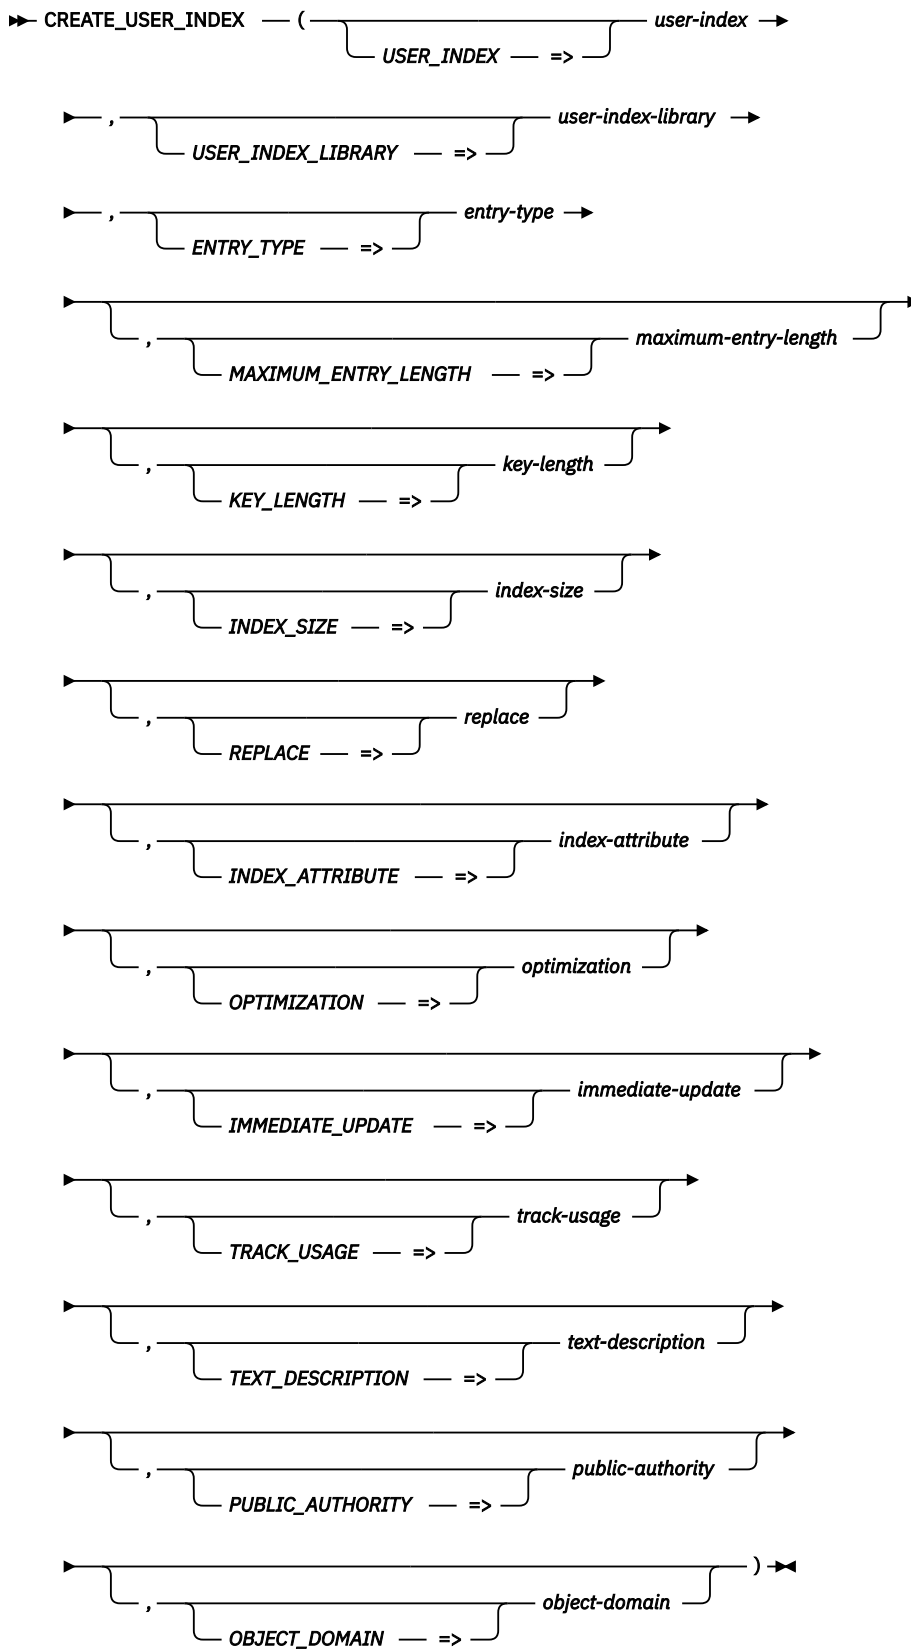 CREATE_USER_INDEX ( user-index
USER_INDEX =>
, user-index-library
USER_INDEX_LIBRARY =>
, entry-type
ENTRY_TYPE =>
, maximum-entry-length
MAXIMUM_ENTRY_LENGTH =>
, key-length
KEY_LENGTH =>
, index-size
INDEX_SIZE =>
, replace
REPLACE =>
, index-attribute
INDEX_ATTRIBUTE =>
, optimization
OPTIMIZATION =>
, immediate-update
IMMEDIATE_UPDATE =>
, track-usage
TRACK_USAGE =>
, text-description
TEXT_DESCRIPTION =>
, public-authority
PUBLIC_AUTHORITY =>
)
, object-domain
OBJECT_DOMAIN =>